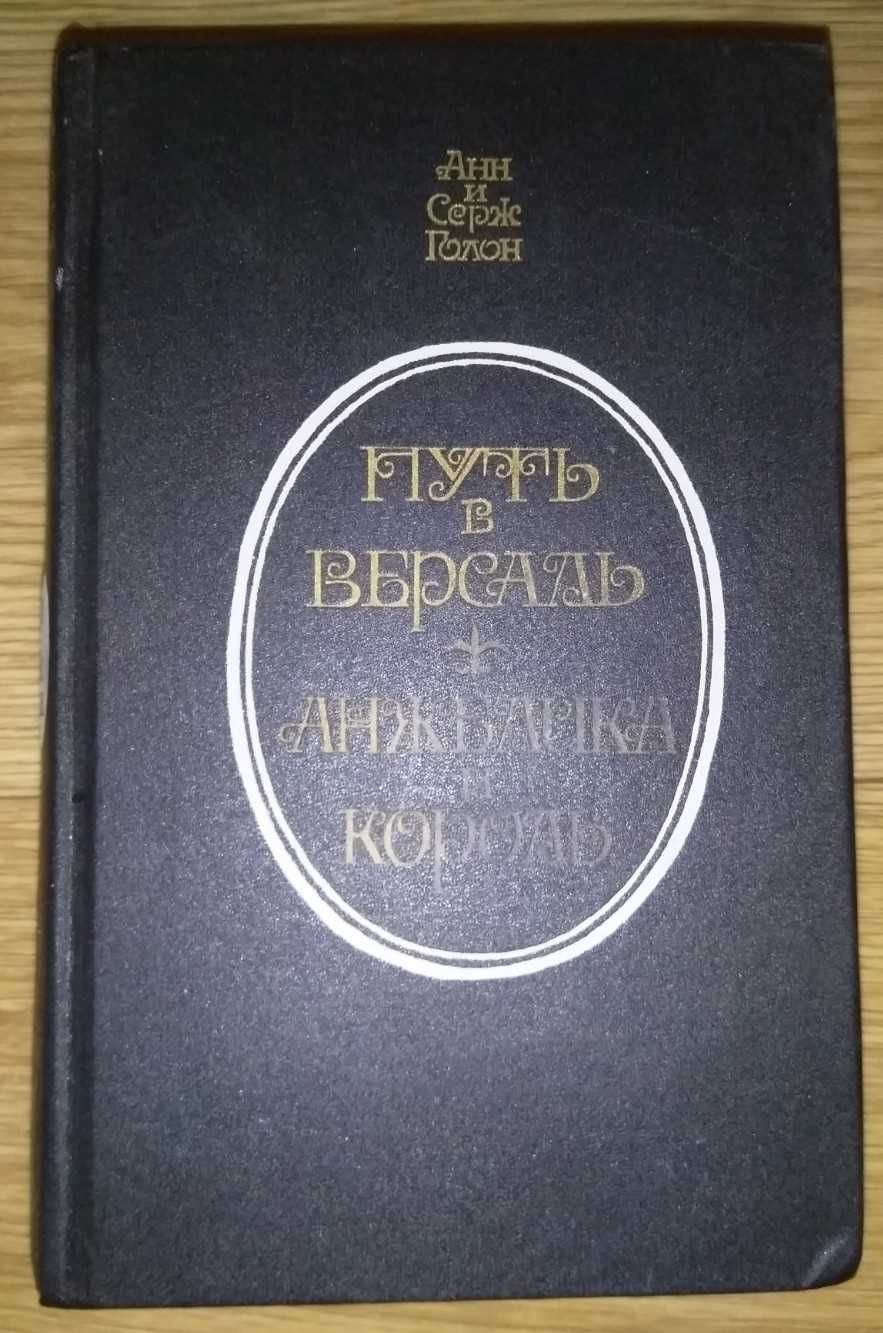 Анн
и
Серж
Голон
ПУТЬ
в
ВЕРСАЛЬ
АНЖЕЛИКА
и
КОРОЛЬ